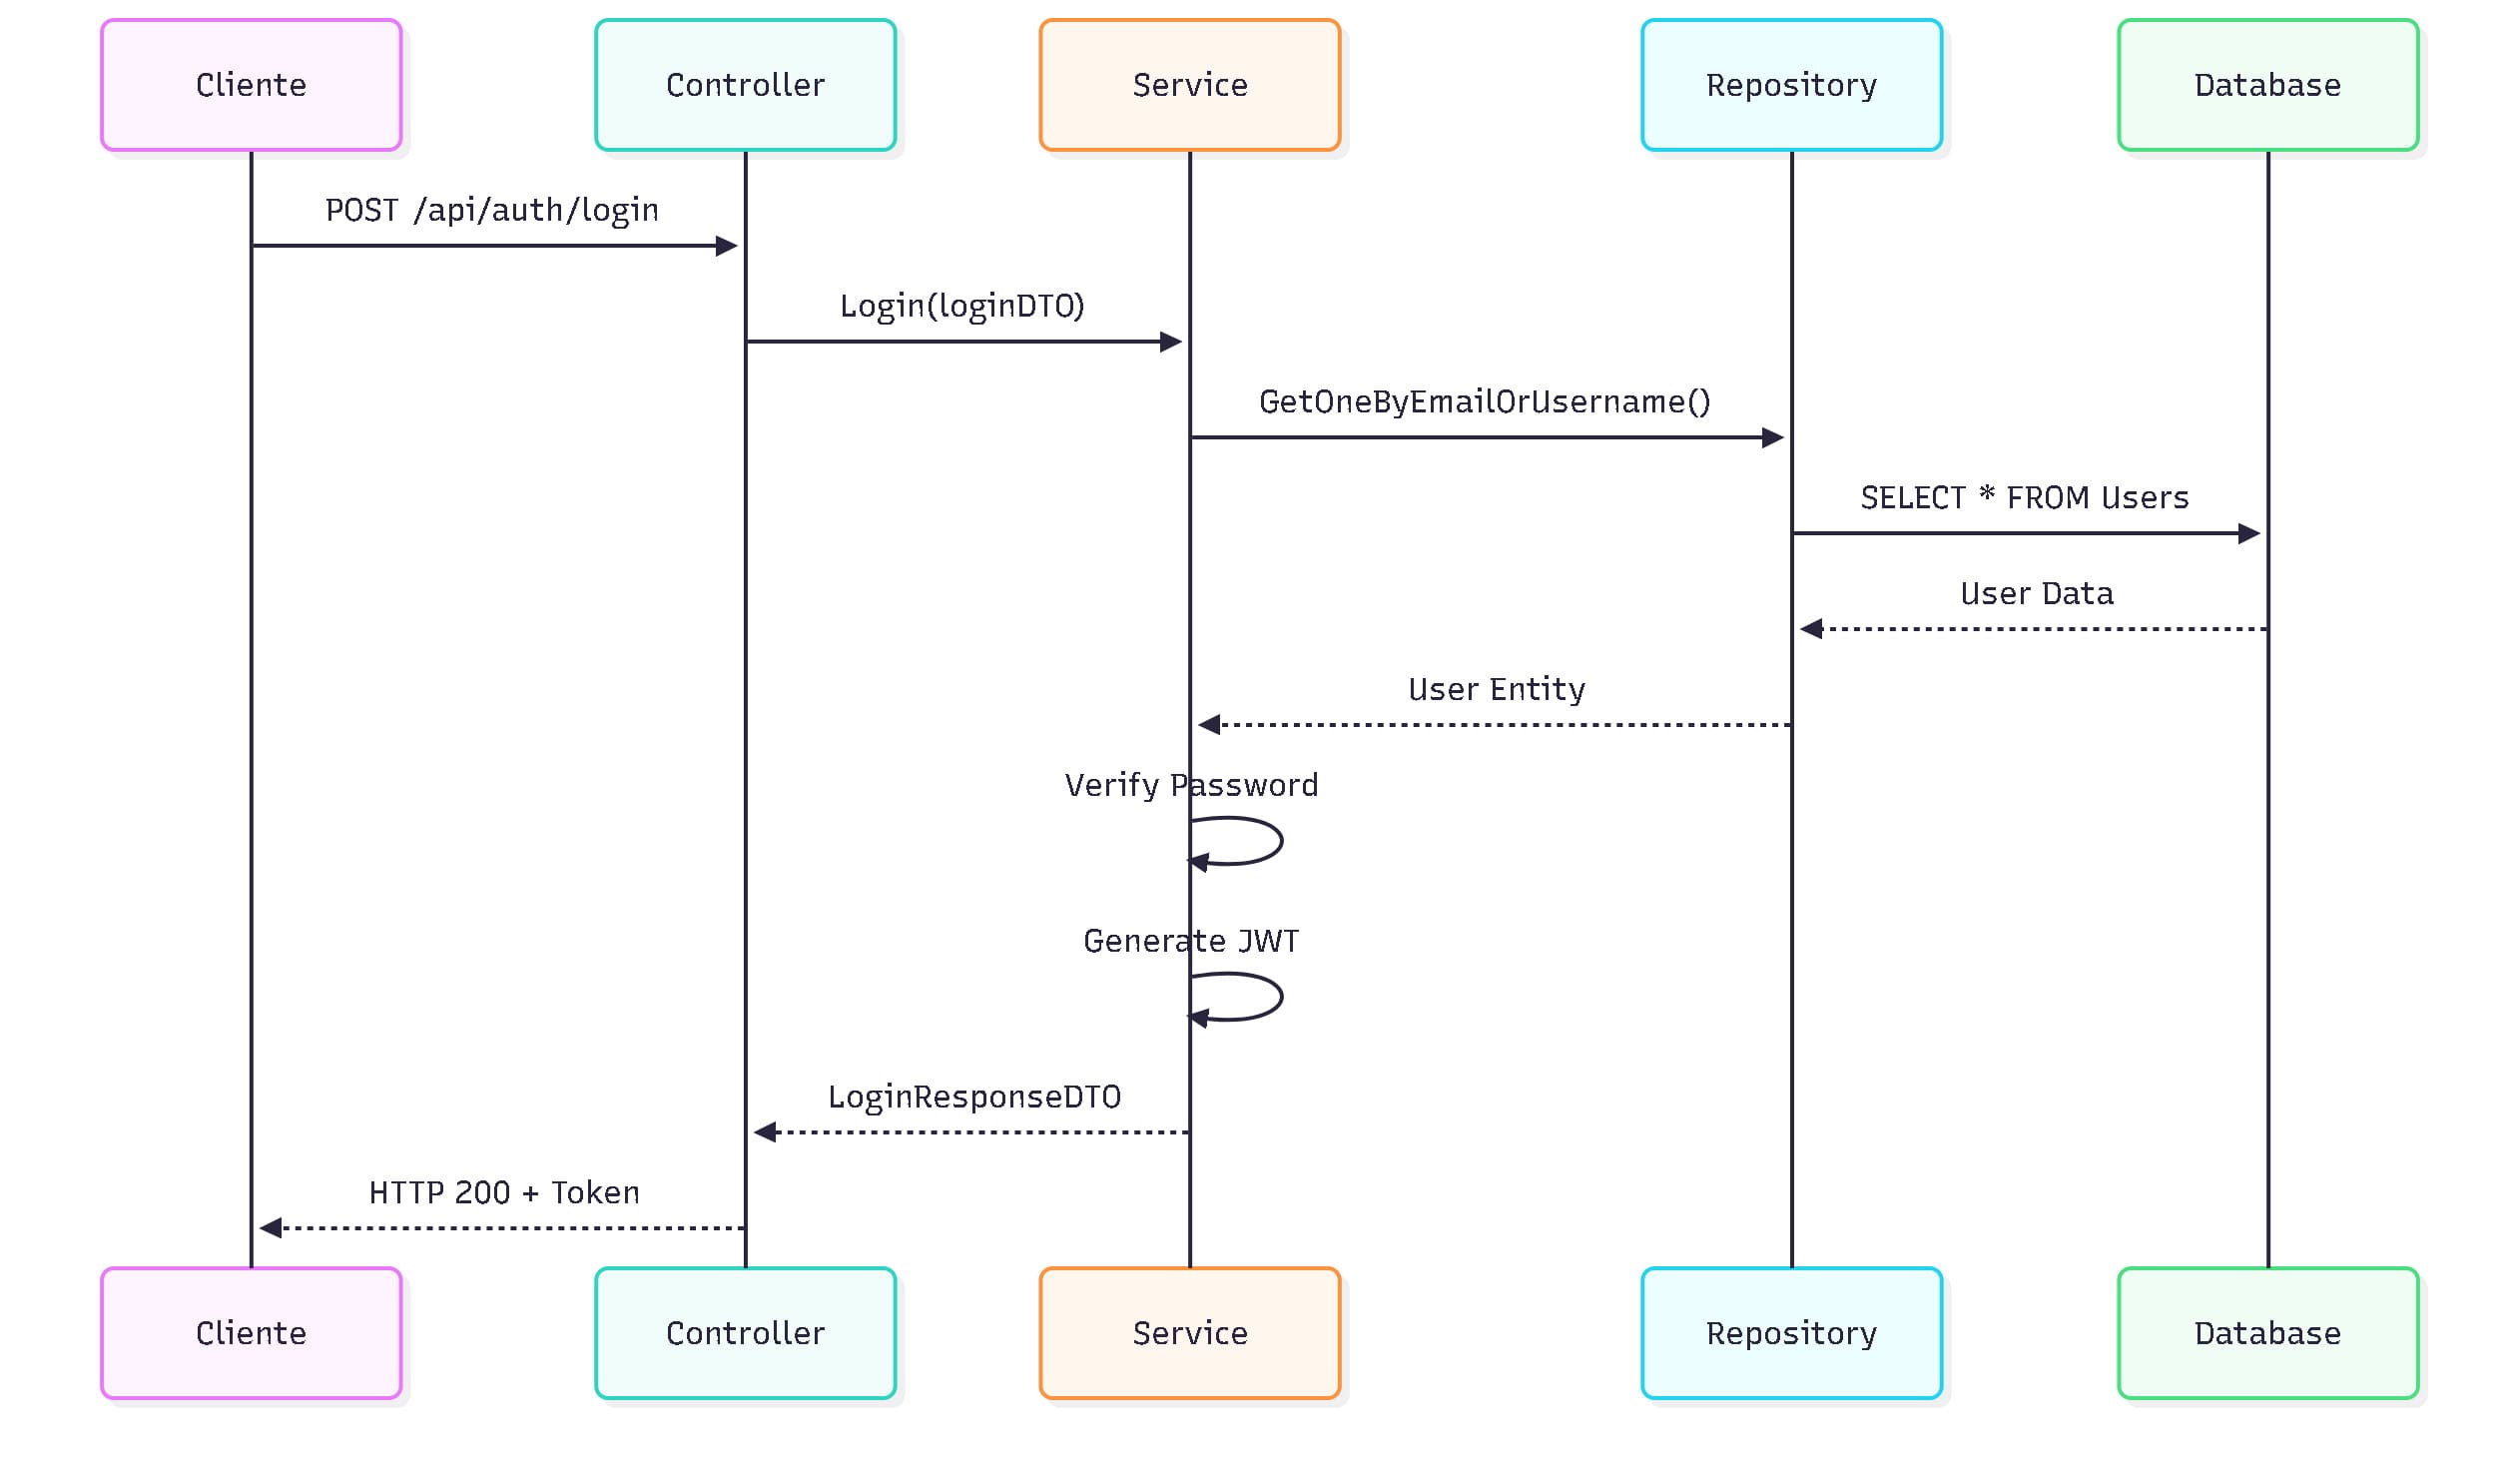 Cliente
Controller
Service
Repository
Database
POST /api/auth/login
Login(loginDTO)
GetOneByEmailOrUsername()
SELECT * FROM Users
User Data
User Entity
Verify Password
Generate JWT
LoginResponseDTO
HTTP 200 + Token
Cliente
Controller
Service
Repository
Database